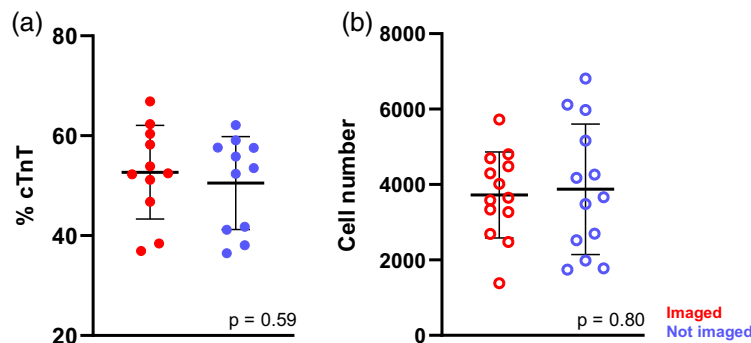 (a)
80
60
40
20
% cTnT
p = 0.59
(b)
8000
6000
4000
2000
0
Cell number
p = 0.80
Imaged
Not imaged